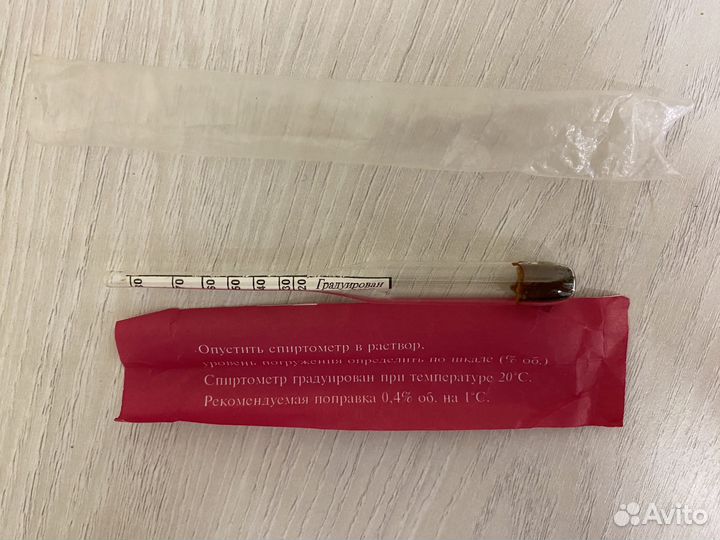 70 60 50 40 30 20 Градуирован
Опустить спиртометр в раствор.
уровень погружения определить по шкале (% об.)
Спиртометр градуирован при температуре 20°С.
Рекомендуемая поправка 0,4% об. на 1°С.
Avito